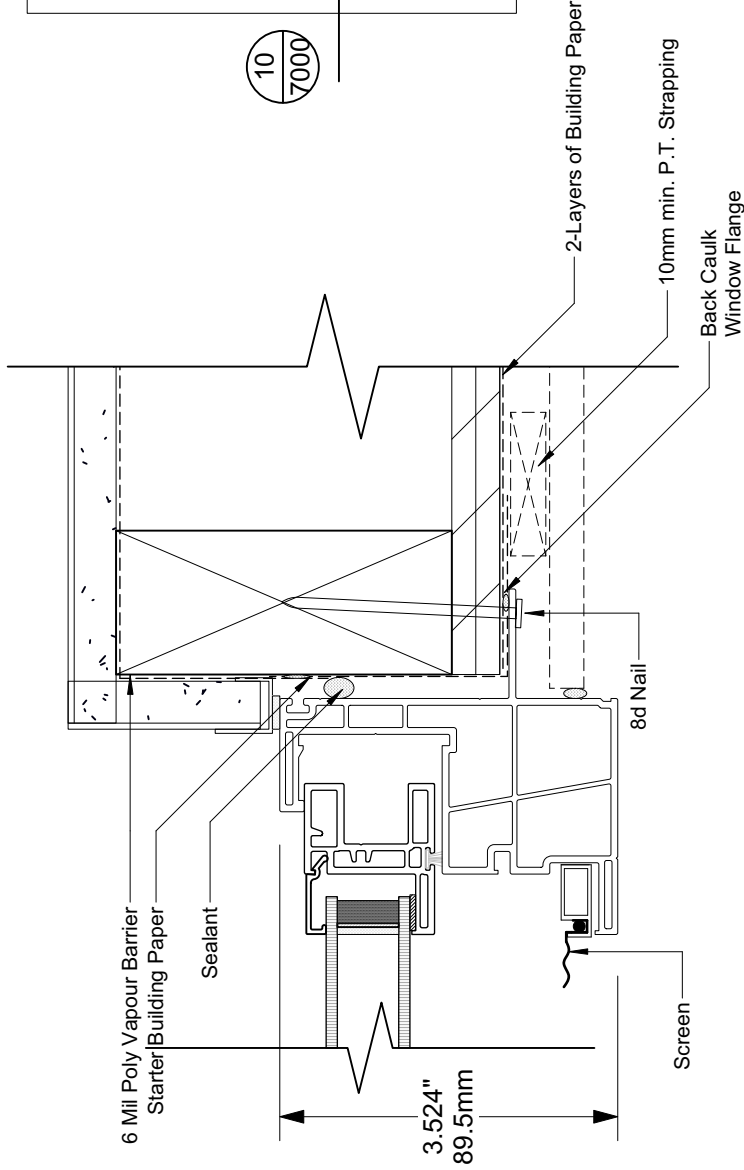 10
7000
2-Layers of Building Paper
10mm min. P.T. Strapping
Back Caulk
Window Flange
8d Nail
6 Mil Poly Vapour Barrier
Starter Building Paper
Sealant
Screen
3.524"
89.5mm